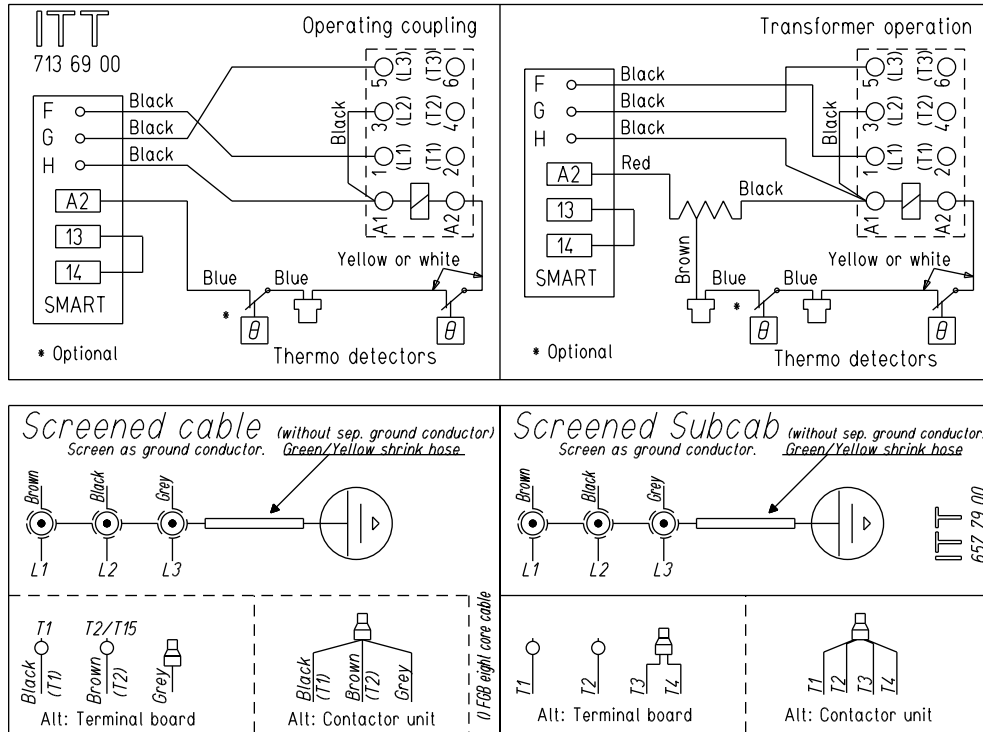 ITT
713 69 00
Operating coupling
F
G
H
A2
13
14
SMART
Black
Black
Black
Black
5 (L3) (T3) 6
3 (L2) (T2) 4
1 (L1) (T1) 2
A1 A2
Yellow or white
Blue
Blue
*
θ
θ
* Optional
Thermo detectors
Transformer operation
F
G
H
A2
13
14
SMART
Black
Black
Black
Red
Black
Black
Brown
5 (L3) (T3) 6
3 (L2) (T2) 4
1 (L1) (T1) 2
A1 A2
Yellow or white
Blue
Blue
*
θ
θ
* Optional
Thermo detectors
Screened cable (without sep. ground conductor)
Screen as ground conductor. Green/Yellow shrink hose
Brown
Black
Grey
L1
L2
L3
T1
T2/T15
Black
(T1)
Brown
(T2)
Grey
Alt: Terminal board
Black
(T1)
Brown
(T2)
Grey
Alt: Contactor unit
() FGB eight core cable
Screened Subcab (without sep. ground conductor.
Screen as ground conductor. Green/Yellow shrink hose
Brown
Black
Grey
L1
L2
L3
ITT
657 79 00
T1
T2
T3
T4
Alt: Terminal board
T1
T2
T3
T4
Alt: Contactor unit